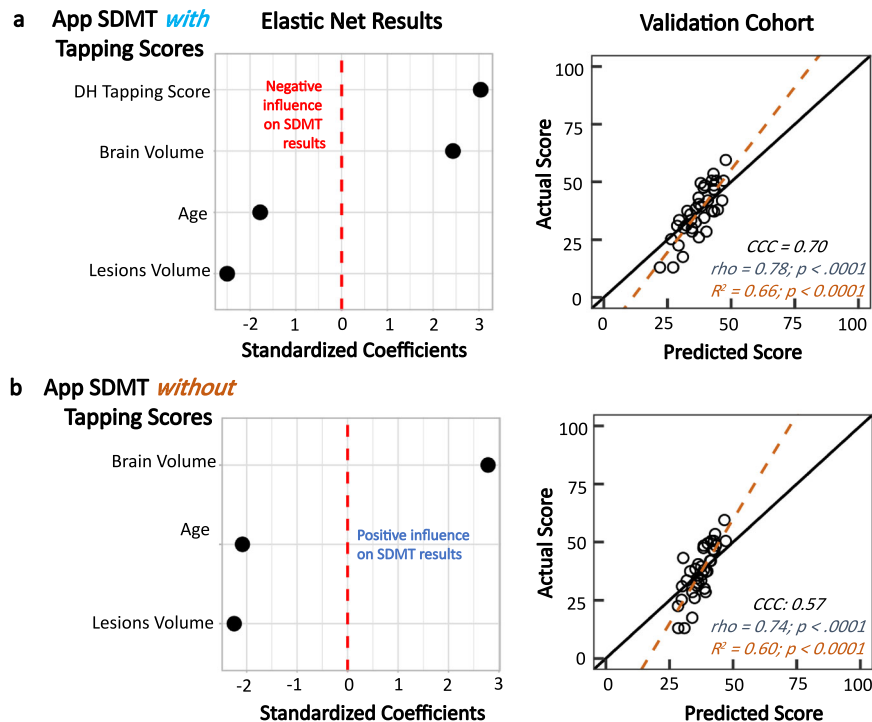 a App SDMT with
Tapping Scores
Elastic Net Results
Validation Cohort
DH Tapping Score
Brain Volume
Age
Lesions Volume
Negative
influence
on SDMT
results
-2 1 0 1 2 3
Standardized Coefficients
100
75
50
25
0
Actual Score
CCC = 0.70
rho = 0.78; p < .0001
R² = 0.66; p < 0.0001
0 25 50 75 100
Predicted Score
b App SDMT without
Tapping Scores
Brain Volume
Age
Lesions Volume
Positive influence
on SDMT results
-2 -1 0 1 2 3
Standardized Coefficients
100
75
50
25
0
Actual Score
CCC: 0.57
rho = 0.74; p < .0001
R² = 0.60; p < 0.0001
0 25 50 75 100
Predicted Score